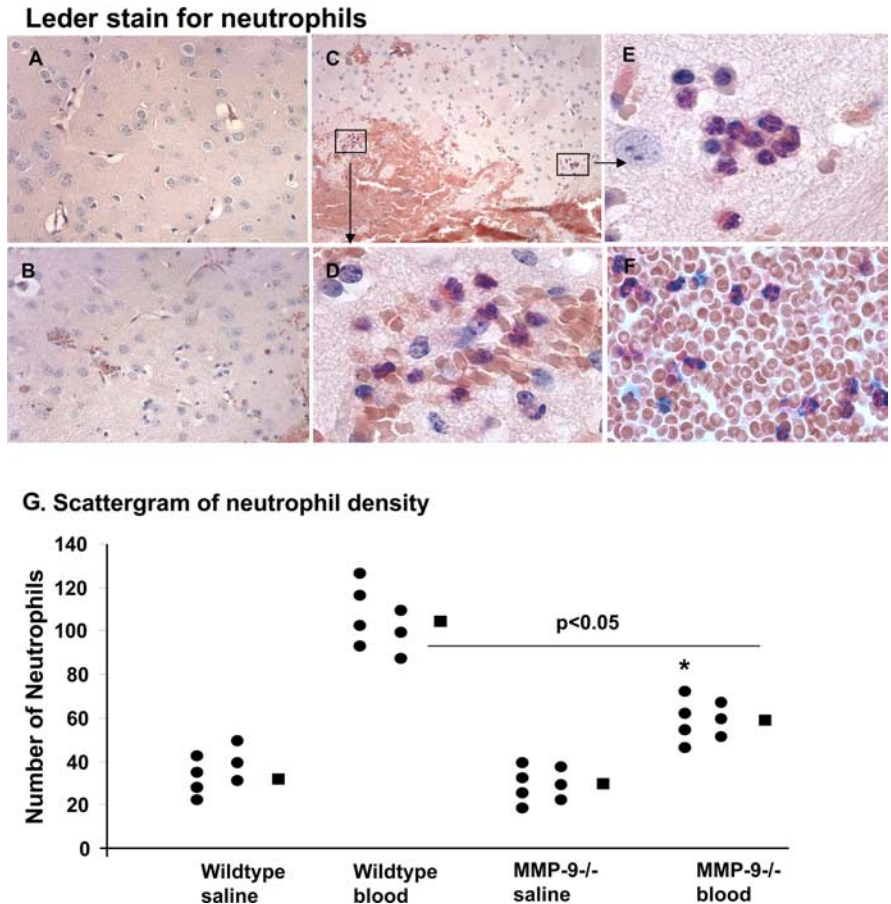 Leder stain for neutrophils
A
C
E
B
D
F
G. Scattergram of neutrophil density
Number of Neutrophils
140
120
100
80
60
40
20
0
p<0.05
*
Wildtype
saline
Wildtype
blood
MMP-9-/-
saline
MMP-9-/-
blood